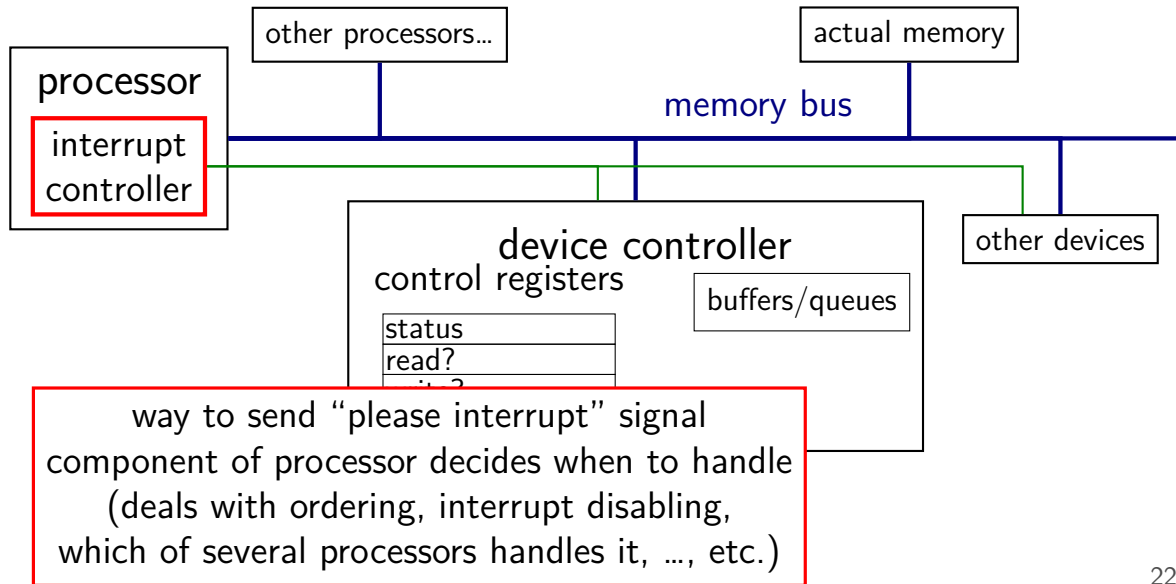 other processors…
actual memory
processor
memory bus
interrupt
controller
other devices
device controller
control registers
buffers/queues
status
read?
way to send “please interrupt” signal
component of processor decides when to handle
(deals with ordering, interrupt disabling,
which of several processors handles it, …, etc.)
22